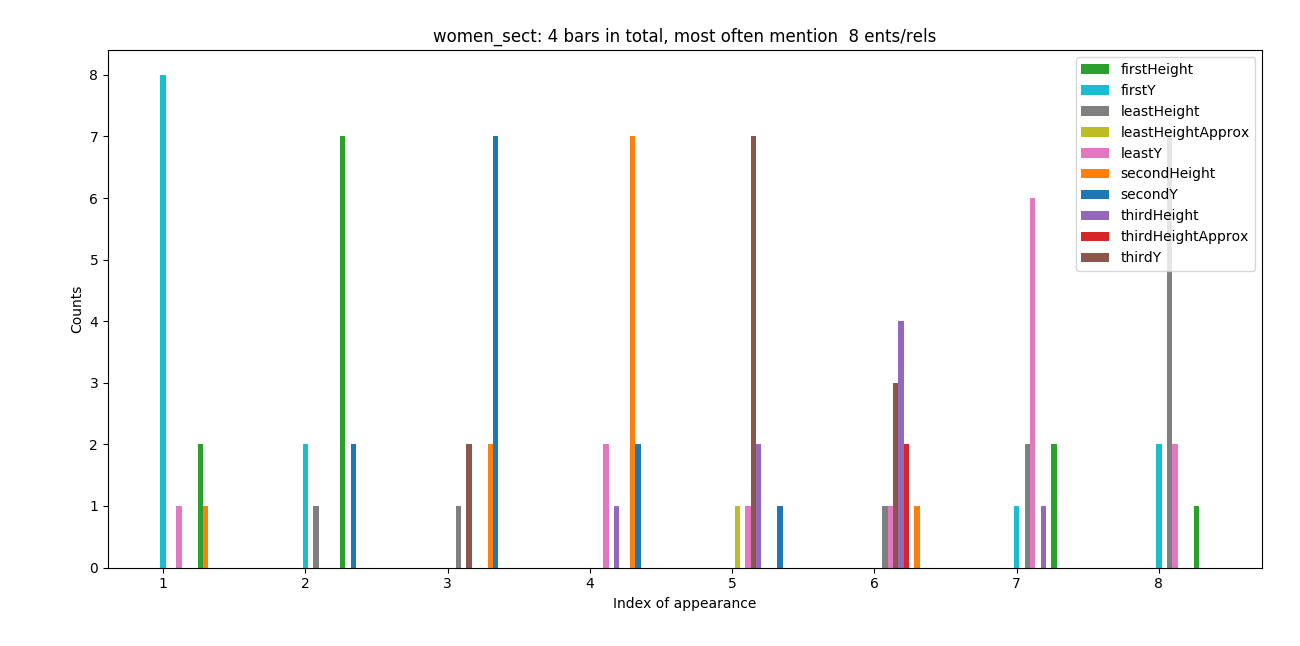 women_sect: 4 bars in total, most often mention  8 ents/rels
firstHeight
firstY
leastHeight
leastHeightApprox
leastY
secondHeight
secondY
thirdHeight
thirdHeightApprox
thirdY
Counts
8
7
6
5
4
3
2
1
0
1 2 3 4 5 6 7 8
Index of appearance